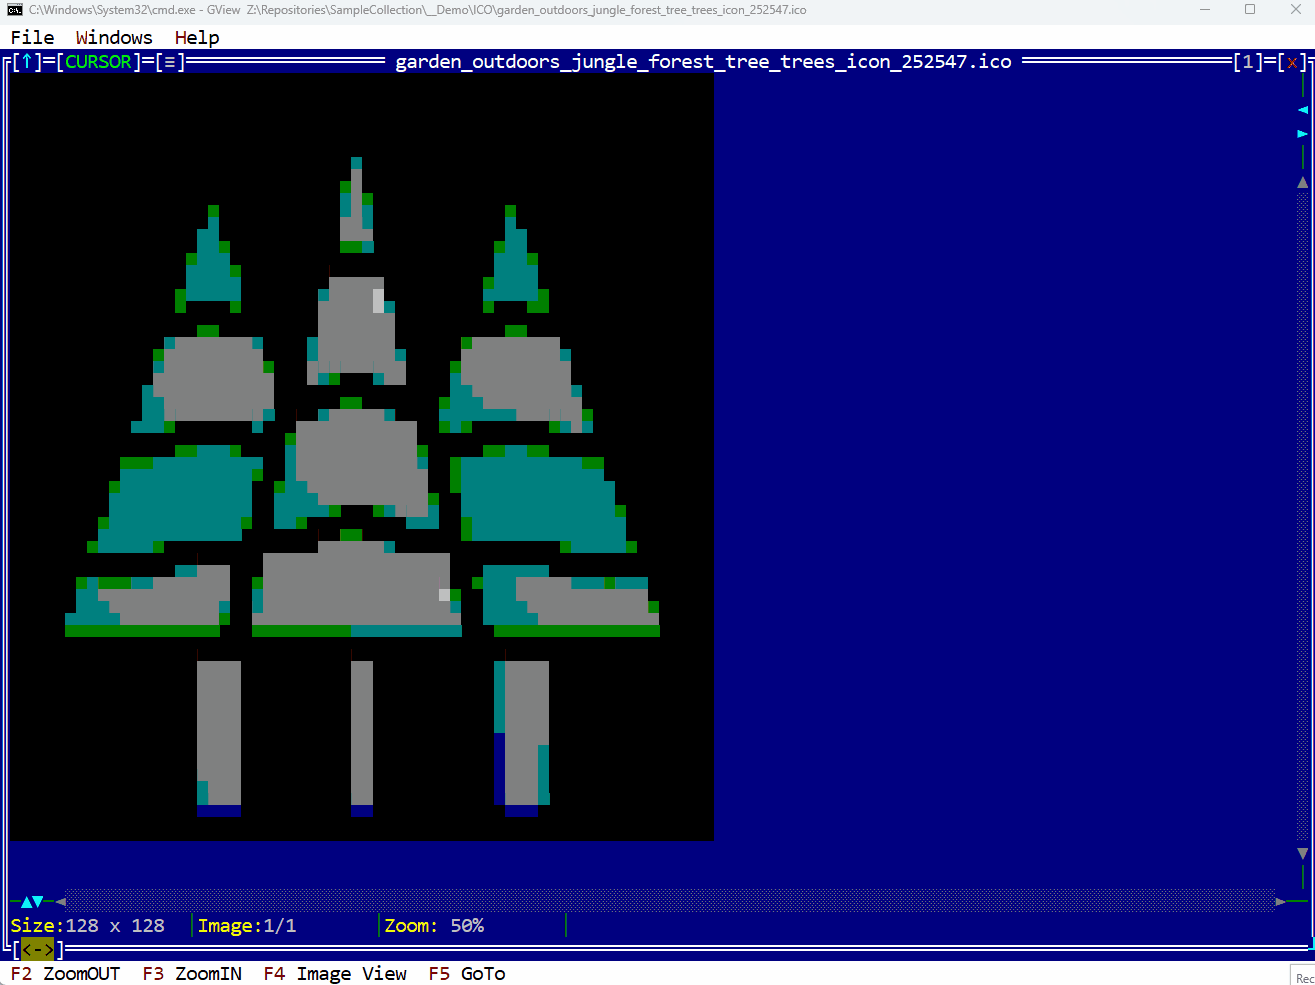 C:\Windows\System32\cmd.exe - GView Z:\Repositories\SampleCollection\__Demo\ICO\garden_outdoors_jungle_forest_tree_trees_icon_252547.ico
File Windows Help
[↑]=[CURSOR]=[≡] garden_outdoors_jungle_forest_tree_trees_icon_252547.ico [1]=[x]
Size:128 x 128 Image:1/1 Zoom: 50%
[<->]
F2 ZoomOUT F3 ZoomIN F4 Image View F5 GoTo
Rec